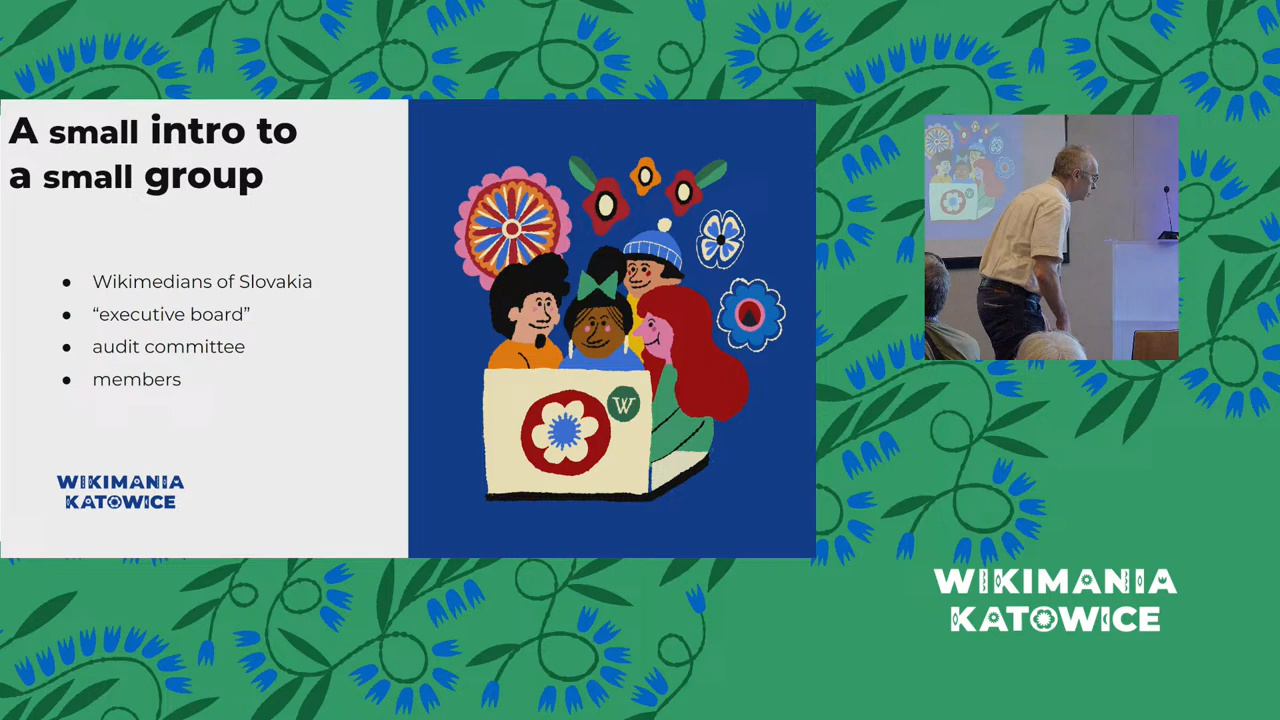 A small intro to
a small group
● Wikimedians of Slovakia
● “executive board”
● audit committee
● members
WIKIMANIA
KATOWICE
W
WIKIMANIA
KATOWICE